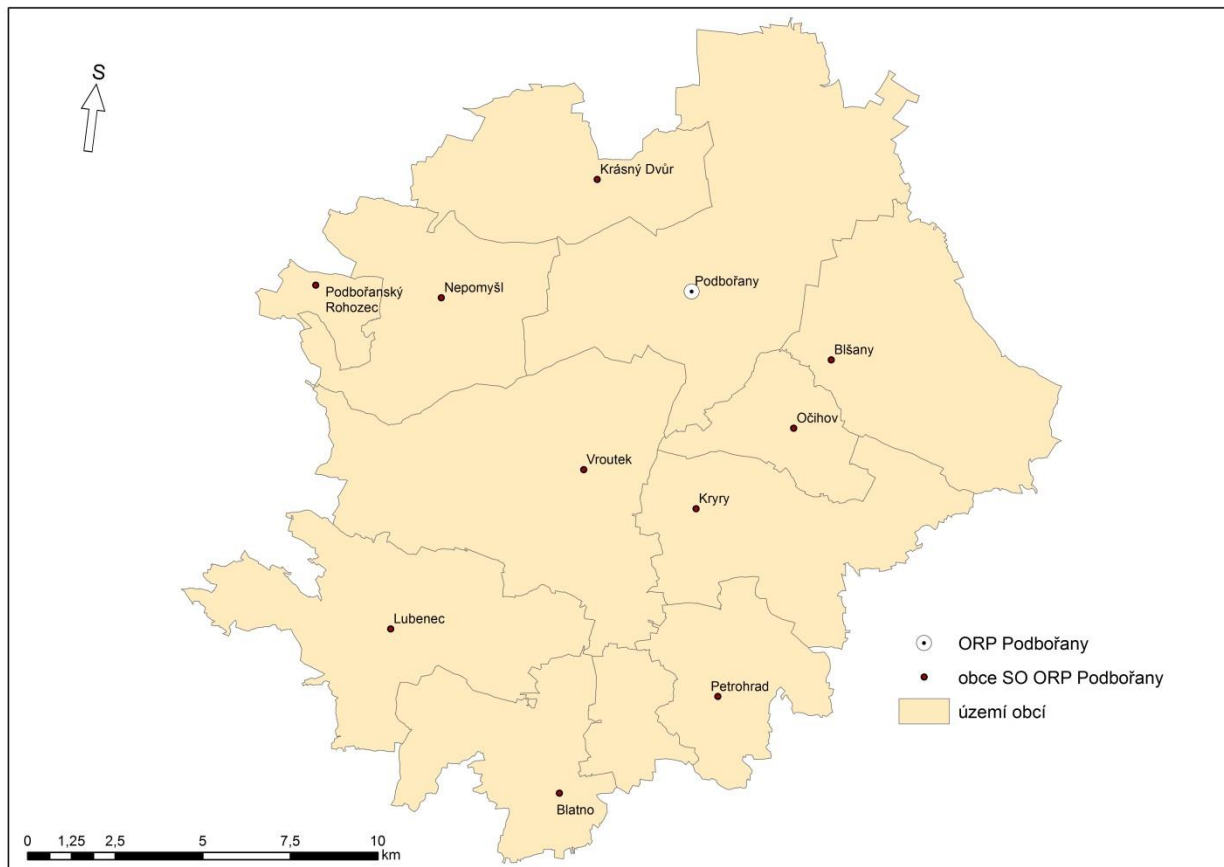 S
Krásný Dvůr
Podbořany
Podbořanský
Rohozec
Nepomyšl
Blšany
Očihov
Vroutek
Kryry
Lubenec
Petrohrad
Blatno
ORP Podbořany
obce SO ORP Podbořany
území obcí
0 1,25 2,5 5 7,5 10
km